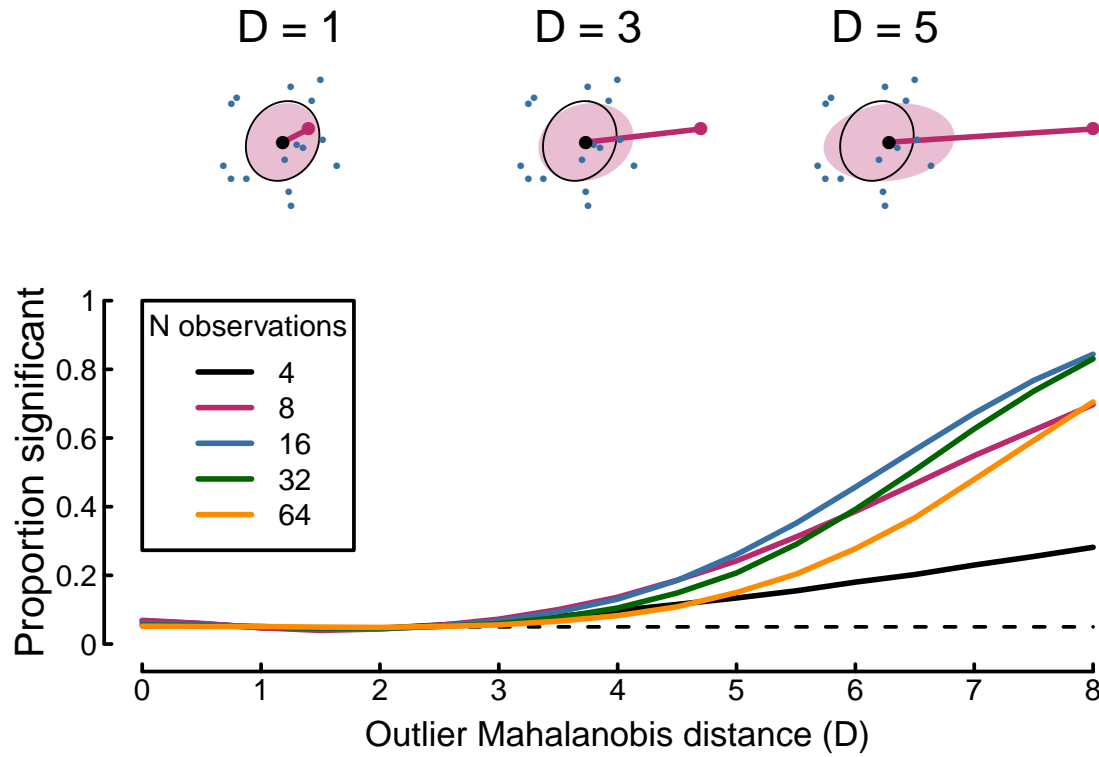 D = 1
D = 3
D = 5
Proportion significant
1
0.8
0.6
0.4
0.2
0
N observations
4
8
16
32
64
0 1 2 3 4 5 6 7 8
Outlier Mahalanobis distance (D)